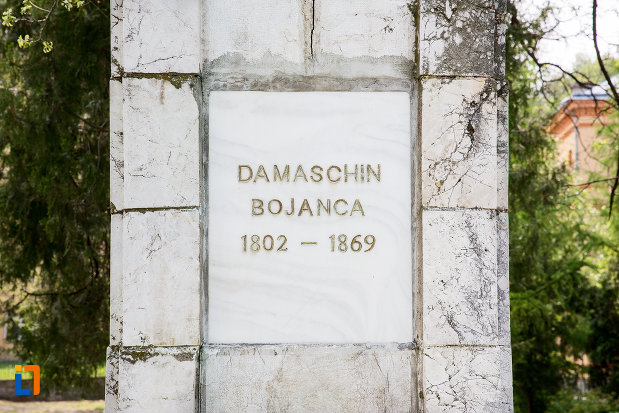 DAMASCHIN
BOJANCA
1802 — 1869